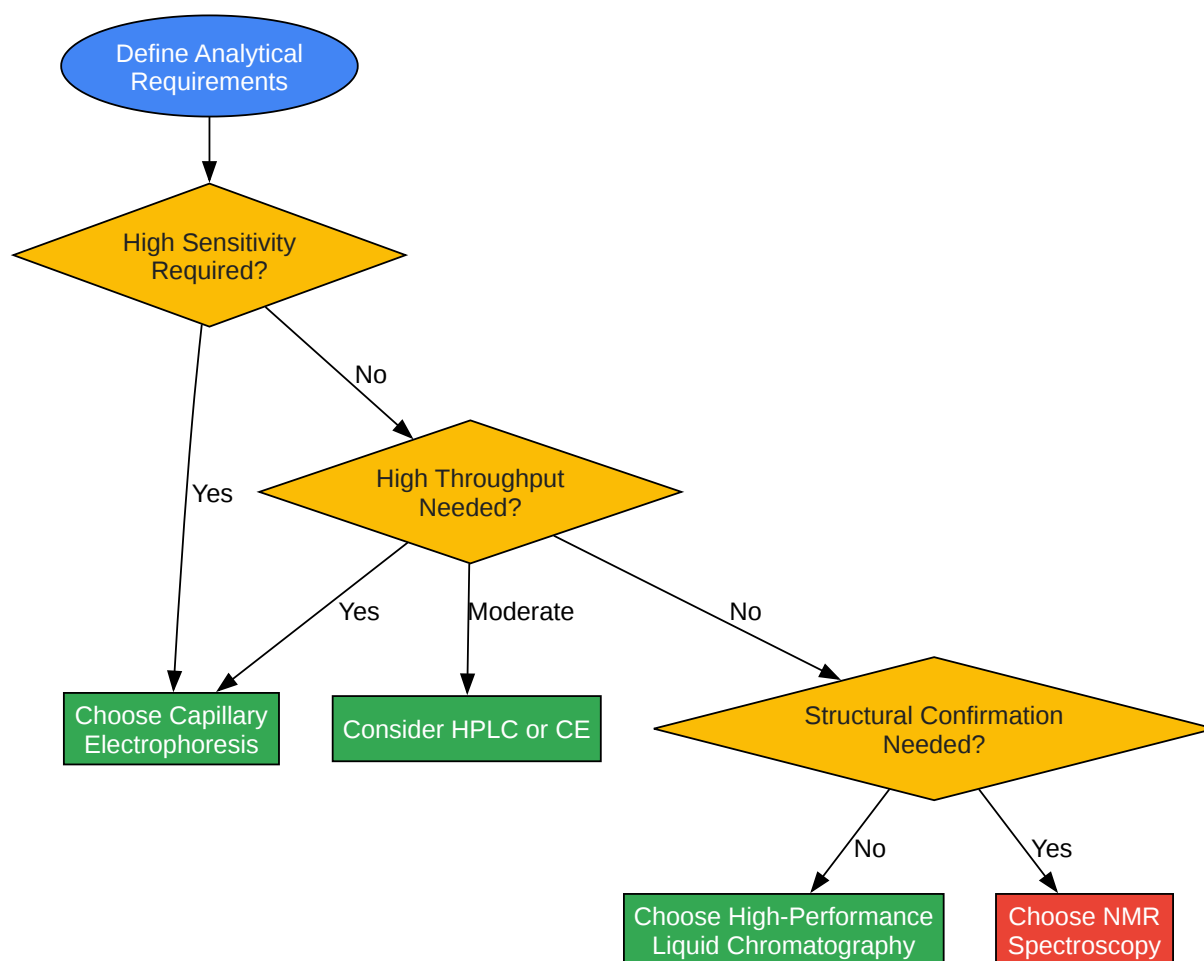 Define Analytical
Requirements
High Sensitivity
Required?
No
High Throughput
Needed?
Yes
Yes
Moderate
No
Choose Capillary
Electrophoresis
Consider HPLC or CE
Structural Confirmation
Needed?
No
Yes
Choose High-Performance
Liquid Chromatography
Choose NMR
Spectroscopy